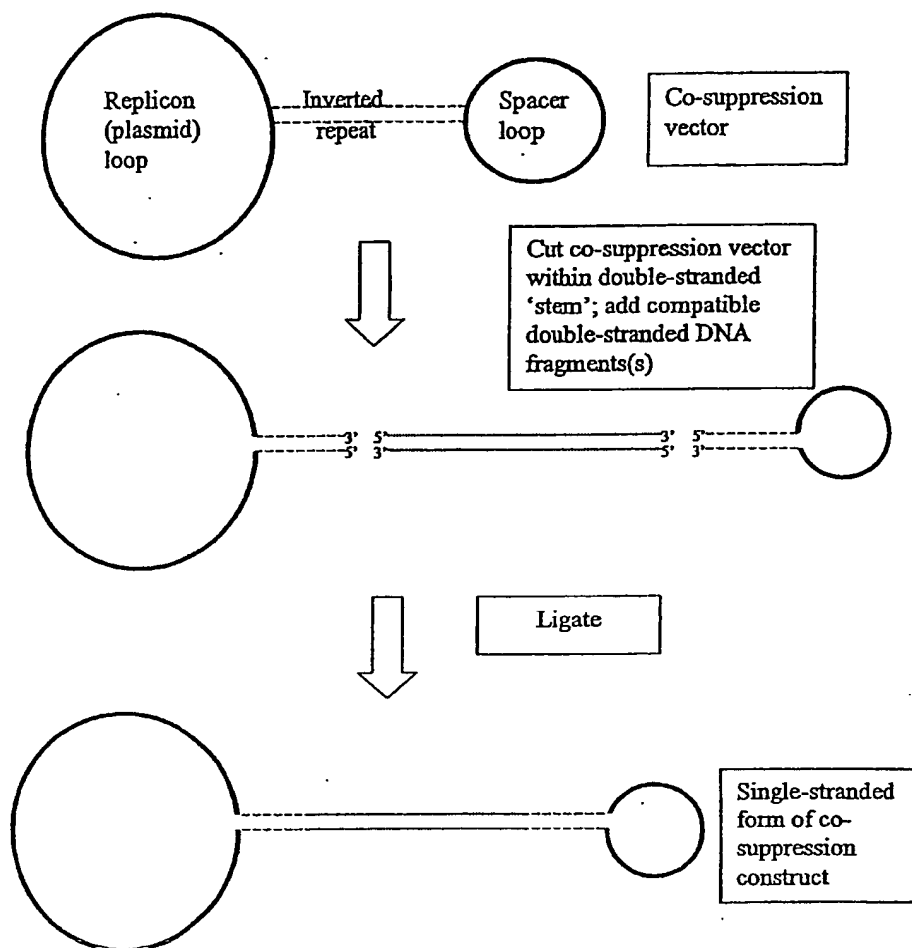 Replicon
(plasmid)
loop
Inverted
repeat
Spacer
loop
Co-suppression
vector
Cut co-suppression vector
within double-stranded
‘stem’; add compatible
double-stranded DNA
fragments(s)
3’ 5’ 3’ 5’
5’ 3’ 5’ 3’
Ligate
Single-stranded
form of co-
suppression
construct